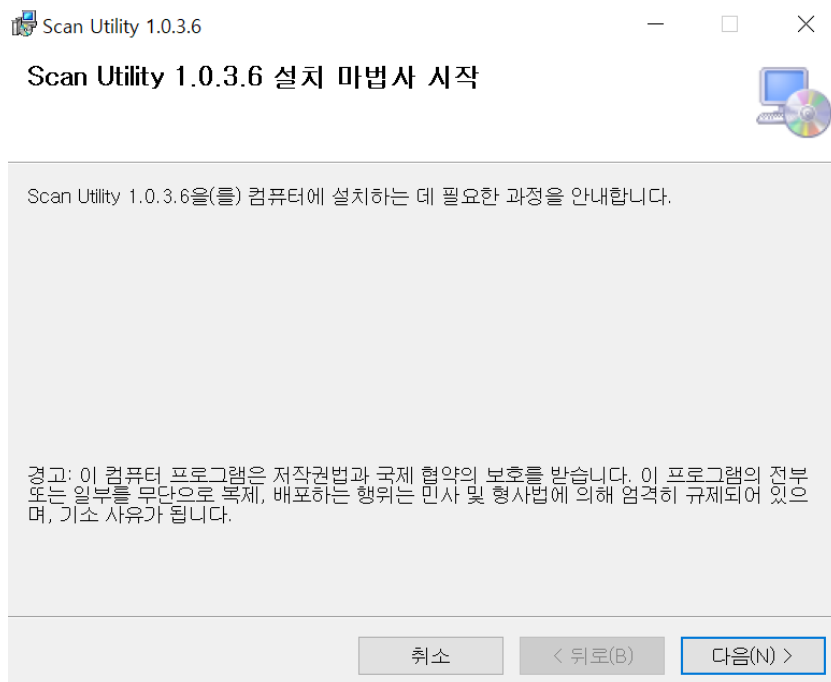 Scan Utility 1.0.3.6
Scan Utility 1.0.3.6 설치 마법사 시작
Scan Utility 1.0.3.6을(를) 컴퓨터에 설치하는 데 필요한 과정을 안내합니다.
경고: 이 컴퓨터 프로그램은 저작권법과 국제 협약의 보호를 받습니다. 이 프로그램의 전부
또는 일부를 무단으로 복제, 배포하는 행위는 민사 및 형사법에 의해 엄격히 규제되어 있으
며, 기소 사유가 됩니다.
취소 < 뒤로(B) 다음(N) >